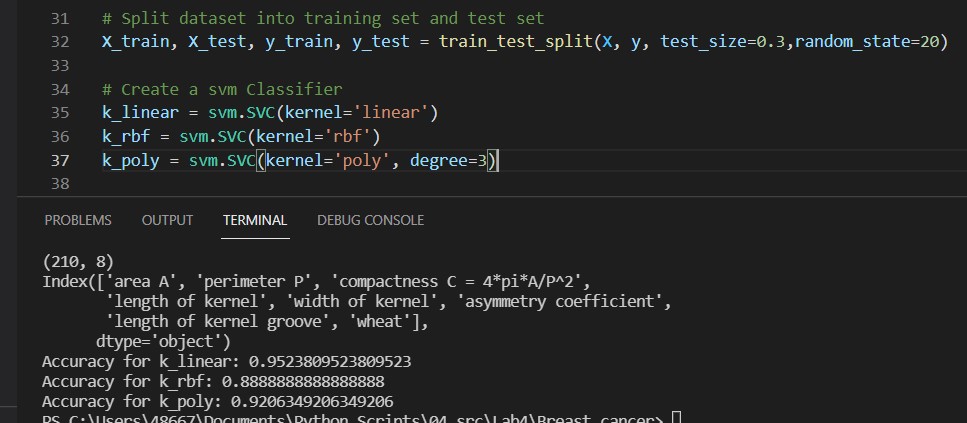 31 # Split dataset into training set and test set
32 X_train, X_test, y_train, y_test = train_test_split(X, y, test_size=0.3,random_state=20)
33
34 # Create a svm Classifier
35 k_linear = svm.SVC(kernel='linear')
36 k_rbf = svm.SVC(kernel='rbf')
37 k_poly = svm.SVC(kernel='poly', degree=3)
38
PROBLEMS OUTPUT TERMINAL DEBUG CONSOLE
(210, 8)
Index(['area A', 'perimeter P', 'compactness C = 4*pi*A/P^2',
'length of kernel', 'width of kernel', 'asymmetry coefficient',
'length of kernel groove', 'wheat'],
dtype='object')
Accuracy for k_linear: 0.9523809523809523
Accuracy for k_rbf: 0.8888888888888888
Accuracy for k_poly: 0.9206349206349206
PS C:\Users\48667\Documents\Python Scripts\04_src\Lab4\Breast_cancer>